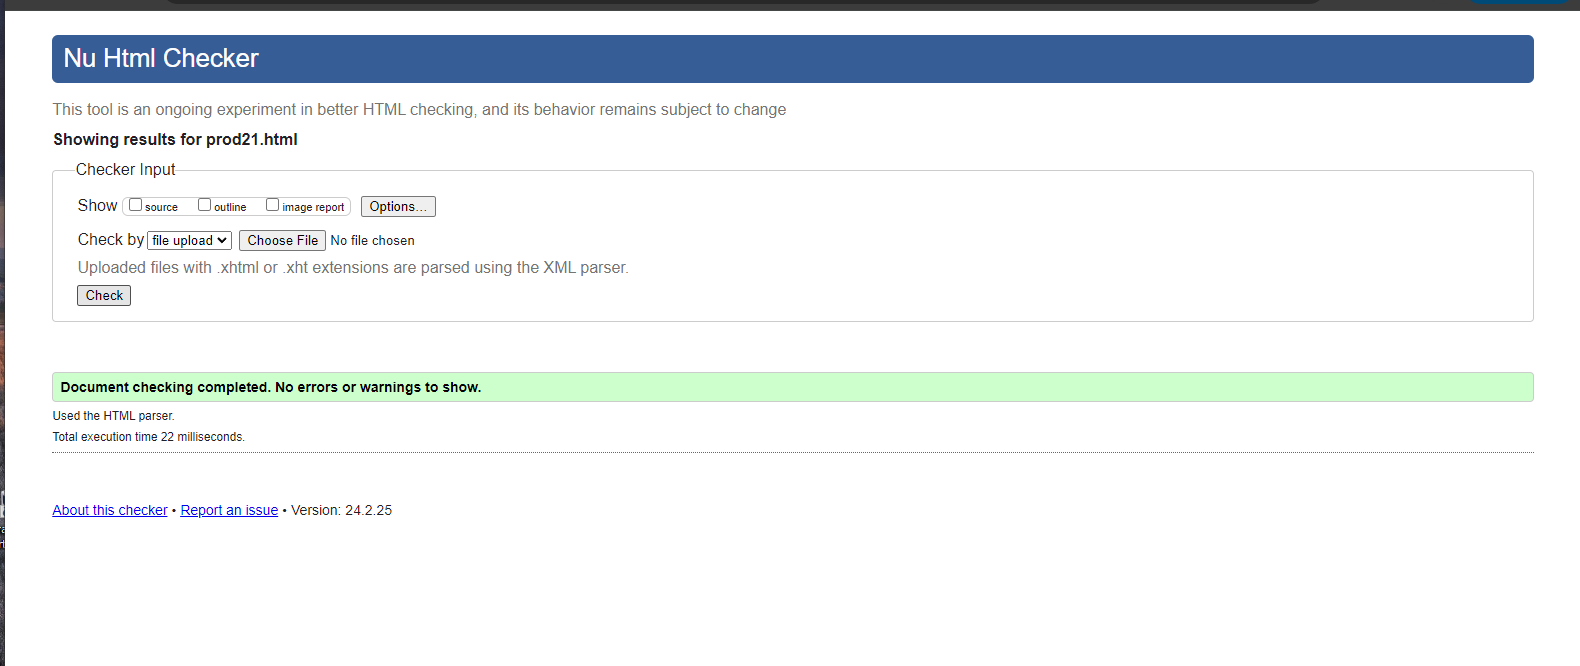 Nu Html Checker
This tool is an ongoing experiment in better HTML checking, and its behavior remains subject to change
Showing results for prod21.html
Checker Input
Show source outline image report Options...
Check by file upload Choose File No file chosen
Uploaded files with .xhtml or .xht extensions are parsed using the XML parser.
Check
Document checking completed. No errors or warnings to show.
Used the HTML parser.
Total execution time 22 milliseconds.
About this checker • Report an issue • Version: 24.2.25